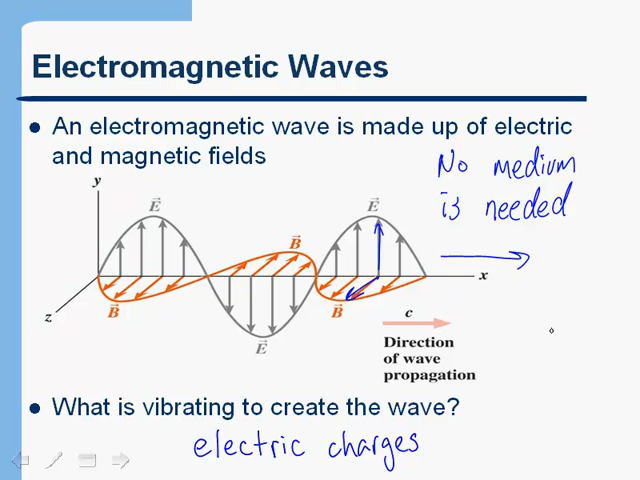 Electromagnetic Waves
● An electromagnetic wave is made up of electric
and magnetic fields
No medium
is needed
y
E⃗
E⃗
B⃗
x
B⃗
B⃗
z
c
E⃗
Direction
of wave
propagation
● What is vibrating to create the wave?
electric charges